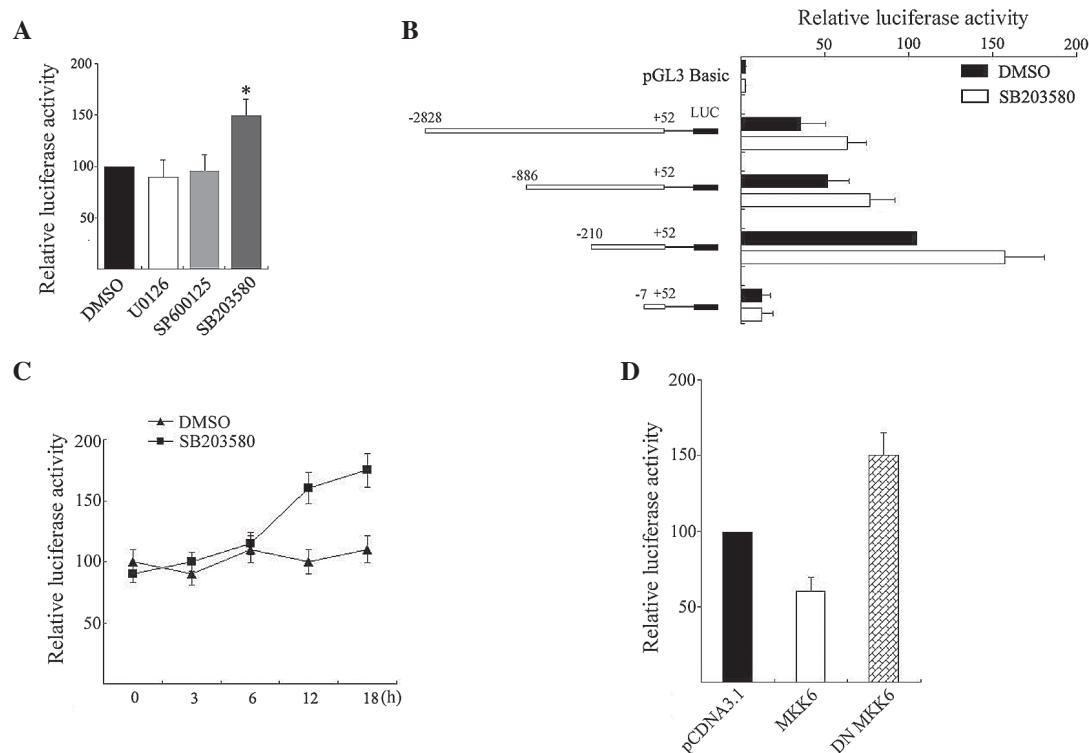 A
Relative luciferase activity
200
150
100
50
*
DMSO
U0126
SP600125
SB203580
B
Relative luciferase activity
50
100
150
200
DMSO
SB203580
pGL3 Basic
LUC
-2828
+52
-886
+52
-210
+52
-7
+52
C
DMSO
SB203580
Relative luciferase activity
200
150
100
50
0
3
6
12
18(h)
D
Relative luciferase activity
200
150
100
50
pCDNA3.1
MKK6
DN MKK6